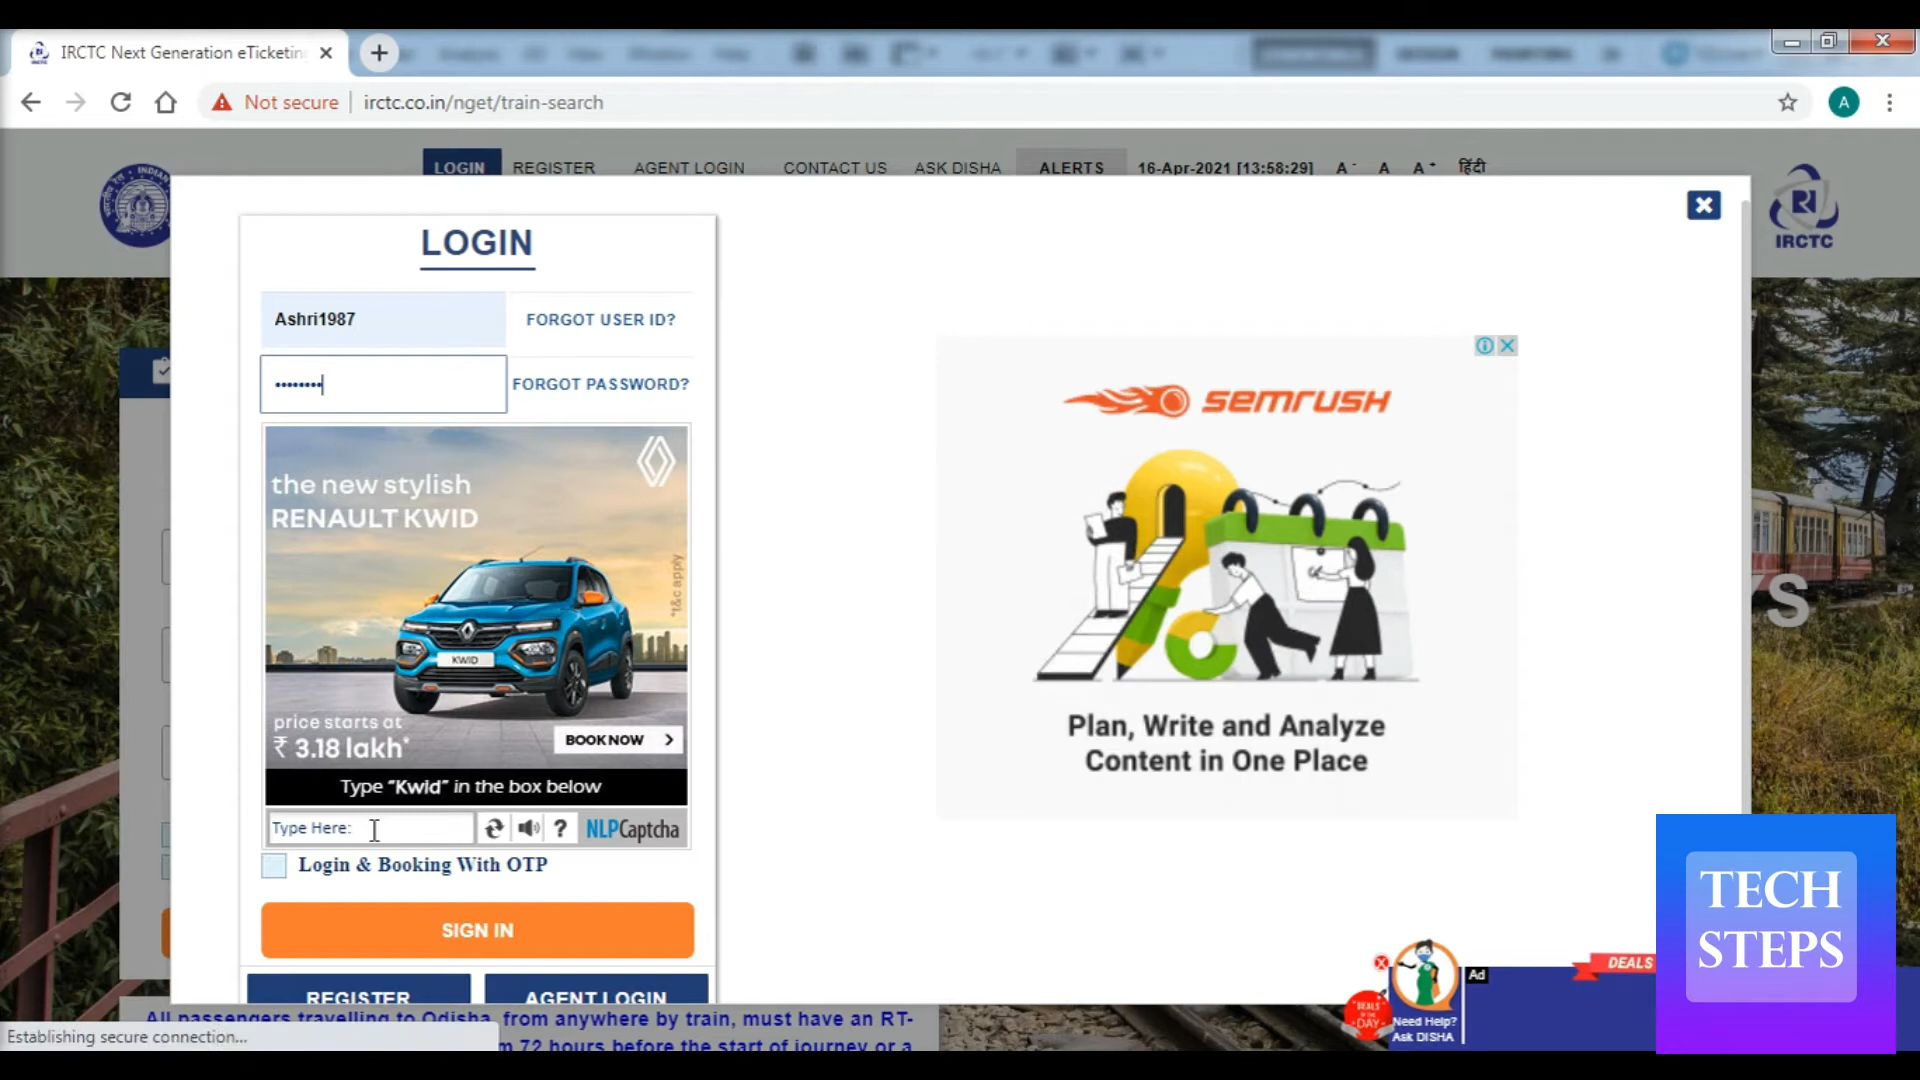 IRCTC Next Generation eTicketin
Not secure
irctc.co.in/nget/train-search
A
LOGIN
REGISTER
AGENT LOGIN
CONTACT US
ASK DISHA
ALERTS
16-Apr-2021 [13:58:29]
A-
A
A+
हिंदी
IRCTC
LOGIN
Ashri1987
FORGOT USER ID?
FORGOT PASSWORD?
the new stylish
RENAULT KWID
*t&c apply
KWID
price starts at
₹ 3.18 lakh*
BOOK NOW
Type "Kwid" in the box below
Type Here:
?
NLPCaptcha
Login & Booking With OTP
SIGN IN
REGISTER
AGENT LOGIN
SEMRUSH
Plan, Write and Analyze
Content in One Place
YS
All passengers travelling to Odisha, from anywhere by train, must have an RT-
m 72 hours before the start of journey or a
Establishing secure connection...
DEALS
OF THE
DAY
Need Help?
Ask DISHA
Ad
DEALS
TECH
STEPS